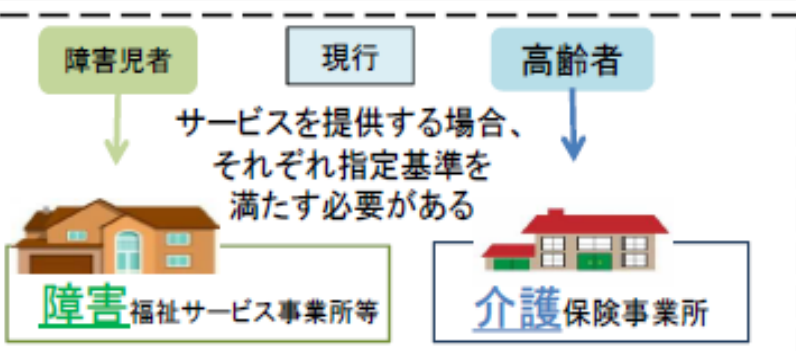 障害児者
現行
高齢者
サービスを提供する場合、
それぞれ指定基準を
満たす必要がある
障害福祉サービス事業所等
介護保険事業所